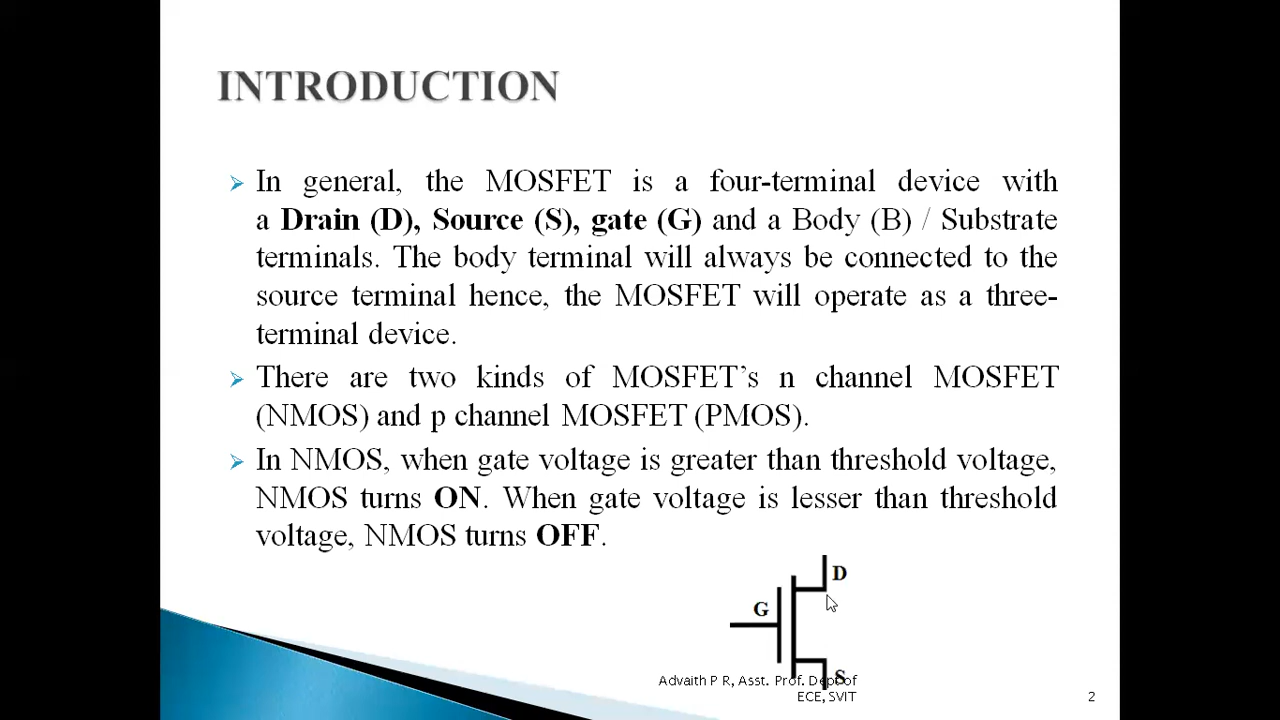 INTRODUCTION
In general, the MOSFET is a four-terminal device with
a Drain (D), Source (S), gate (G) and a Body (B) / Substrate
terminals. The body terminal will always be connected to the
source terminal hence, the MOSFET will operate as a three-
terminal device.
There are two kinds of MOSFET’s n channel MOSFET
(NMOS) and p channel MOSFET (PMOS).
In NMOS, when gate voltage is greater than threshold voltage,
NMOS turns ON. When gate voltage is lesser than threshold
voltage, NMOS turns OFF.
D
G
S
Advaith P R, Asst. Prof. Dept of
ECE, SVIT
2